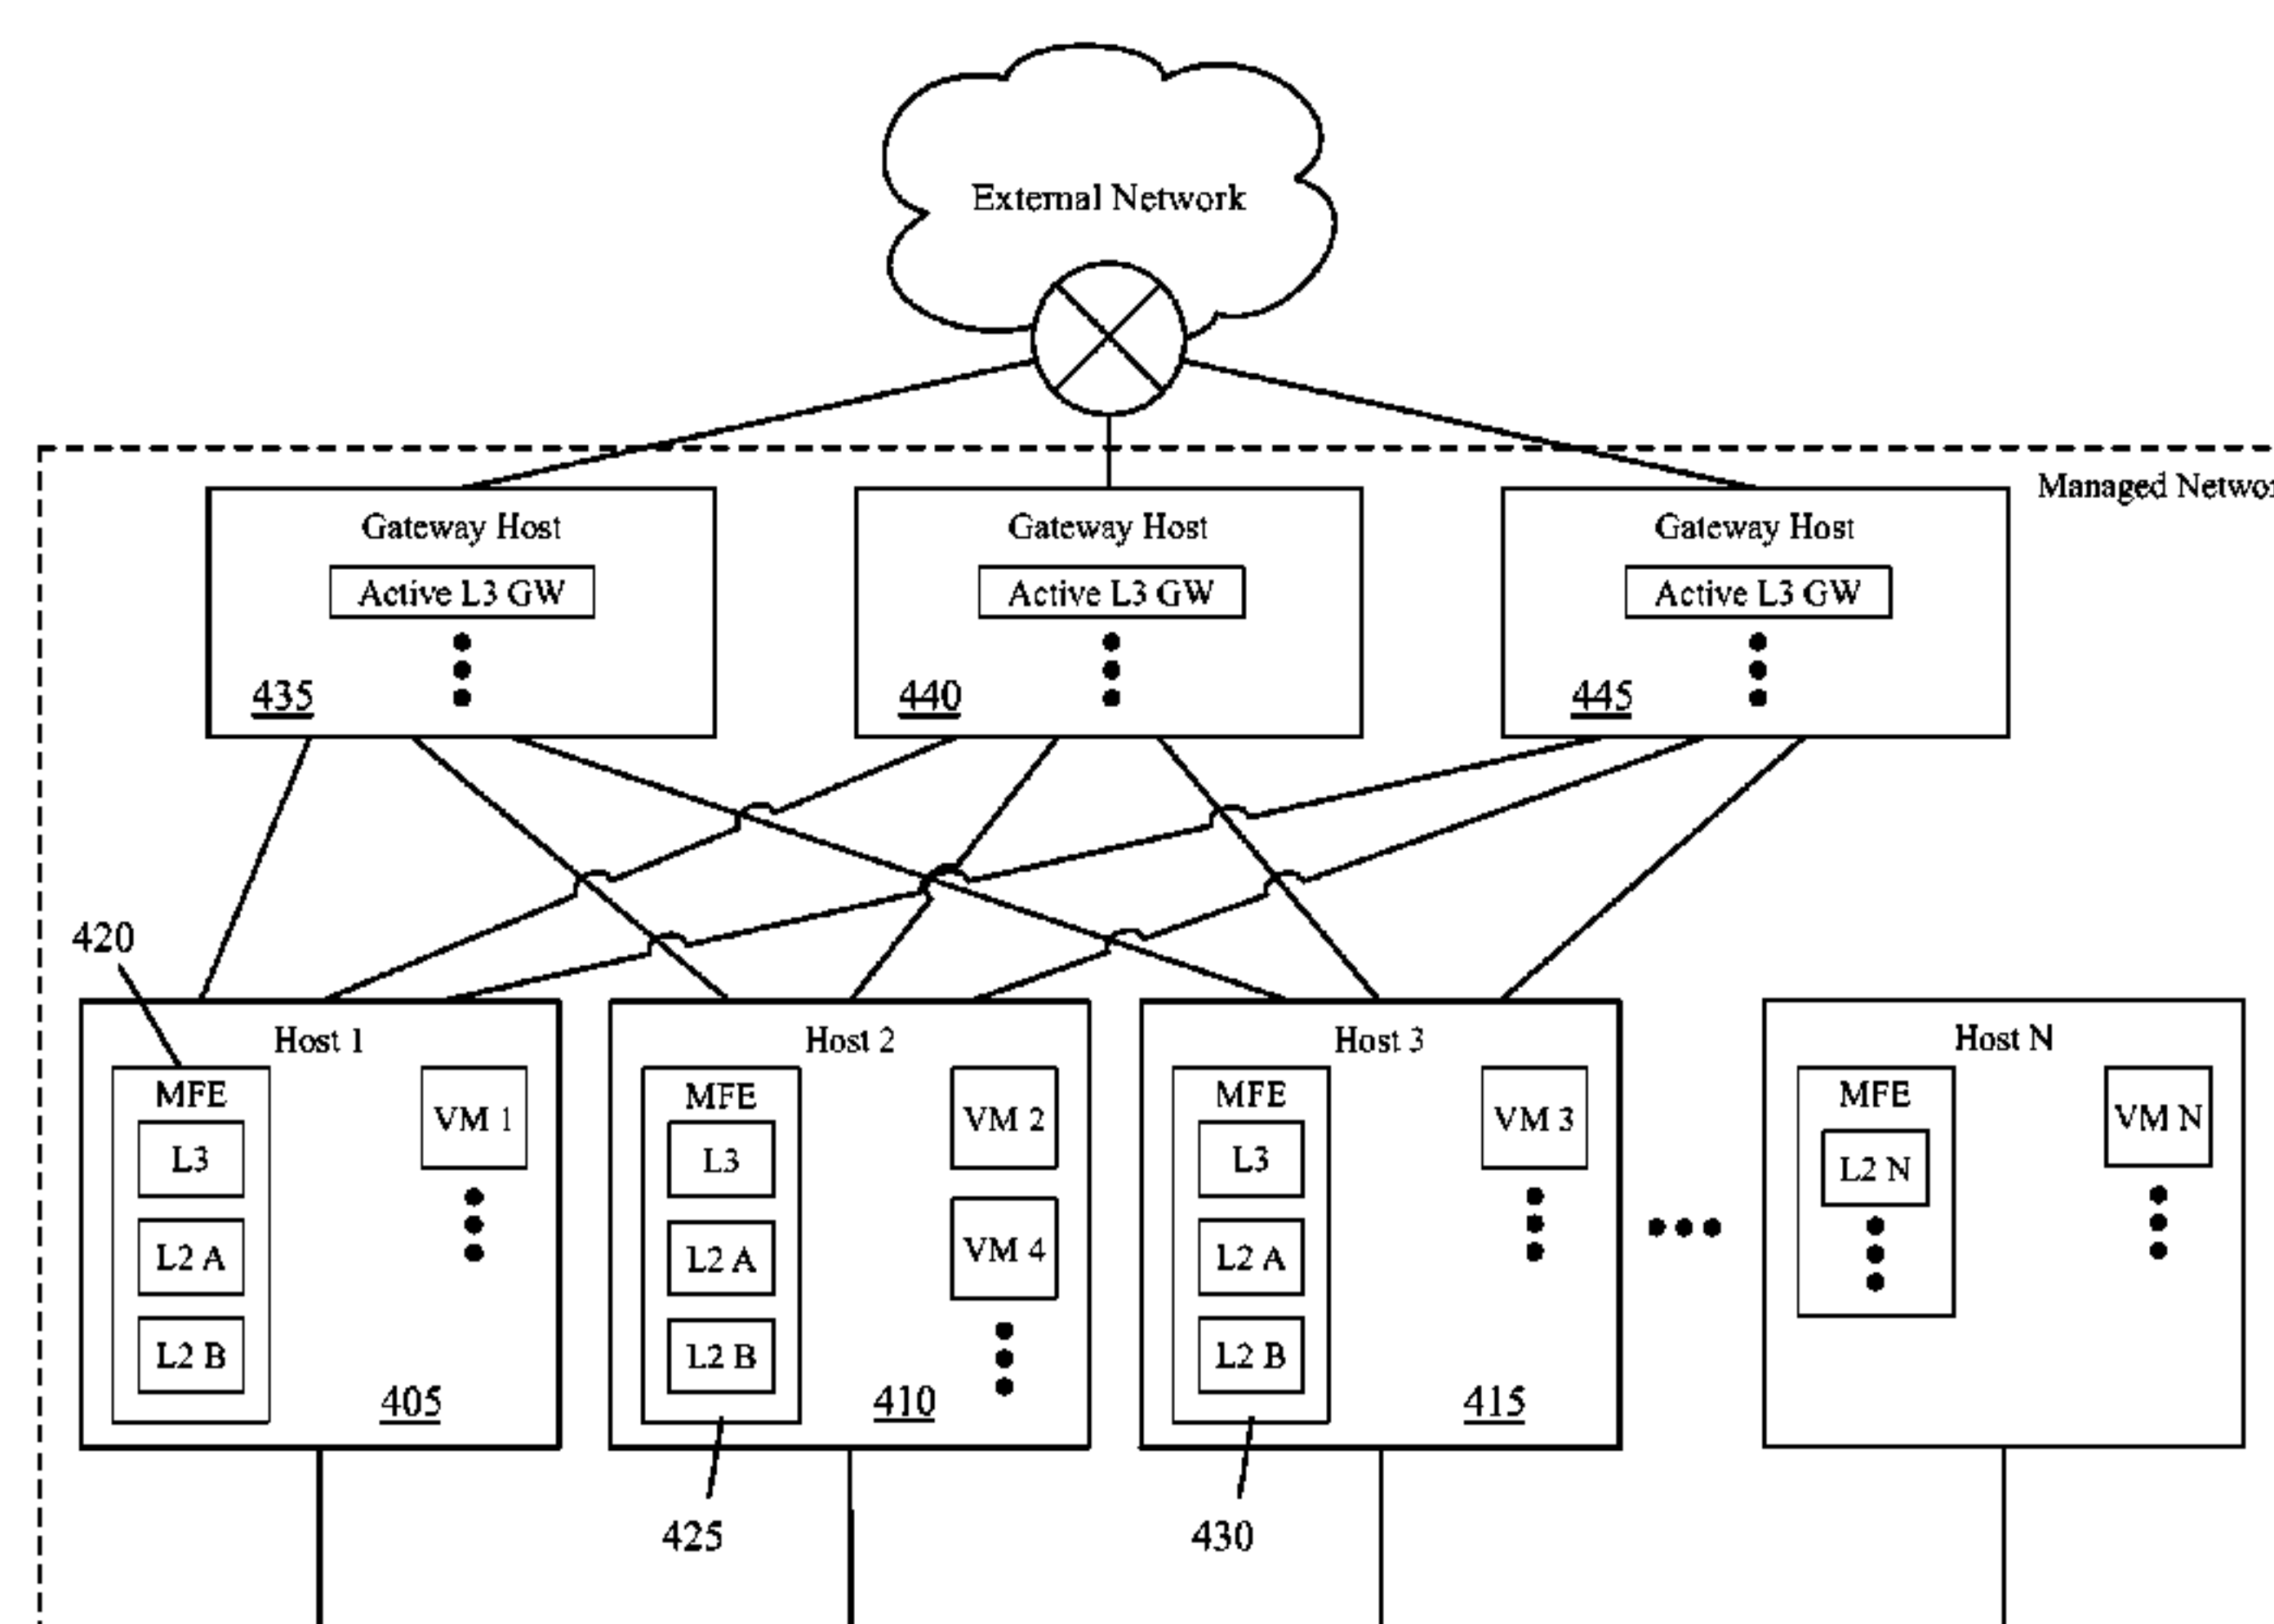 External Network
Managed Networ
Gateway Host
Active L3 GW
435
Gateway Host
Active L3 GW
440
Gateway Host
Active L3 GW
445
420
Host 1
MFE
L3
L2 A
L2 B
VM 1
405
Host 2
MFE
L3
L2 A
L2 B
VM 2
VM 4
410
425
Host 3
MFE
L3
L2 A
L2 B
VM 3
415
430
Host N
MFE
L2 N
VM N